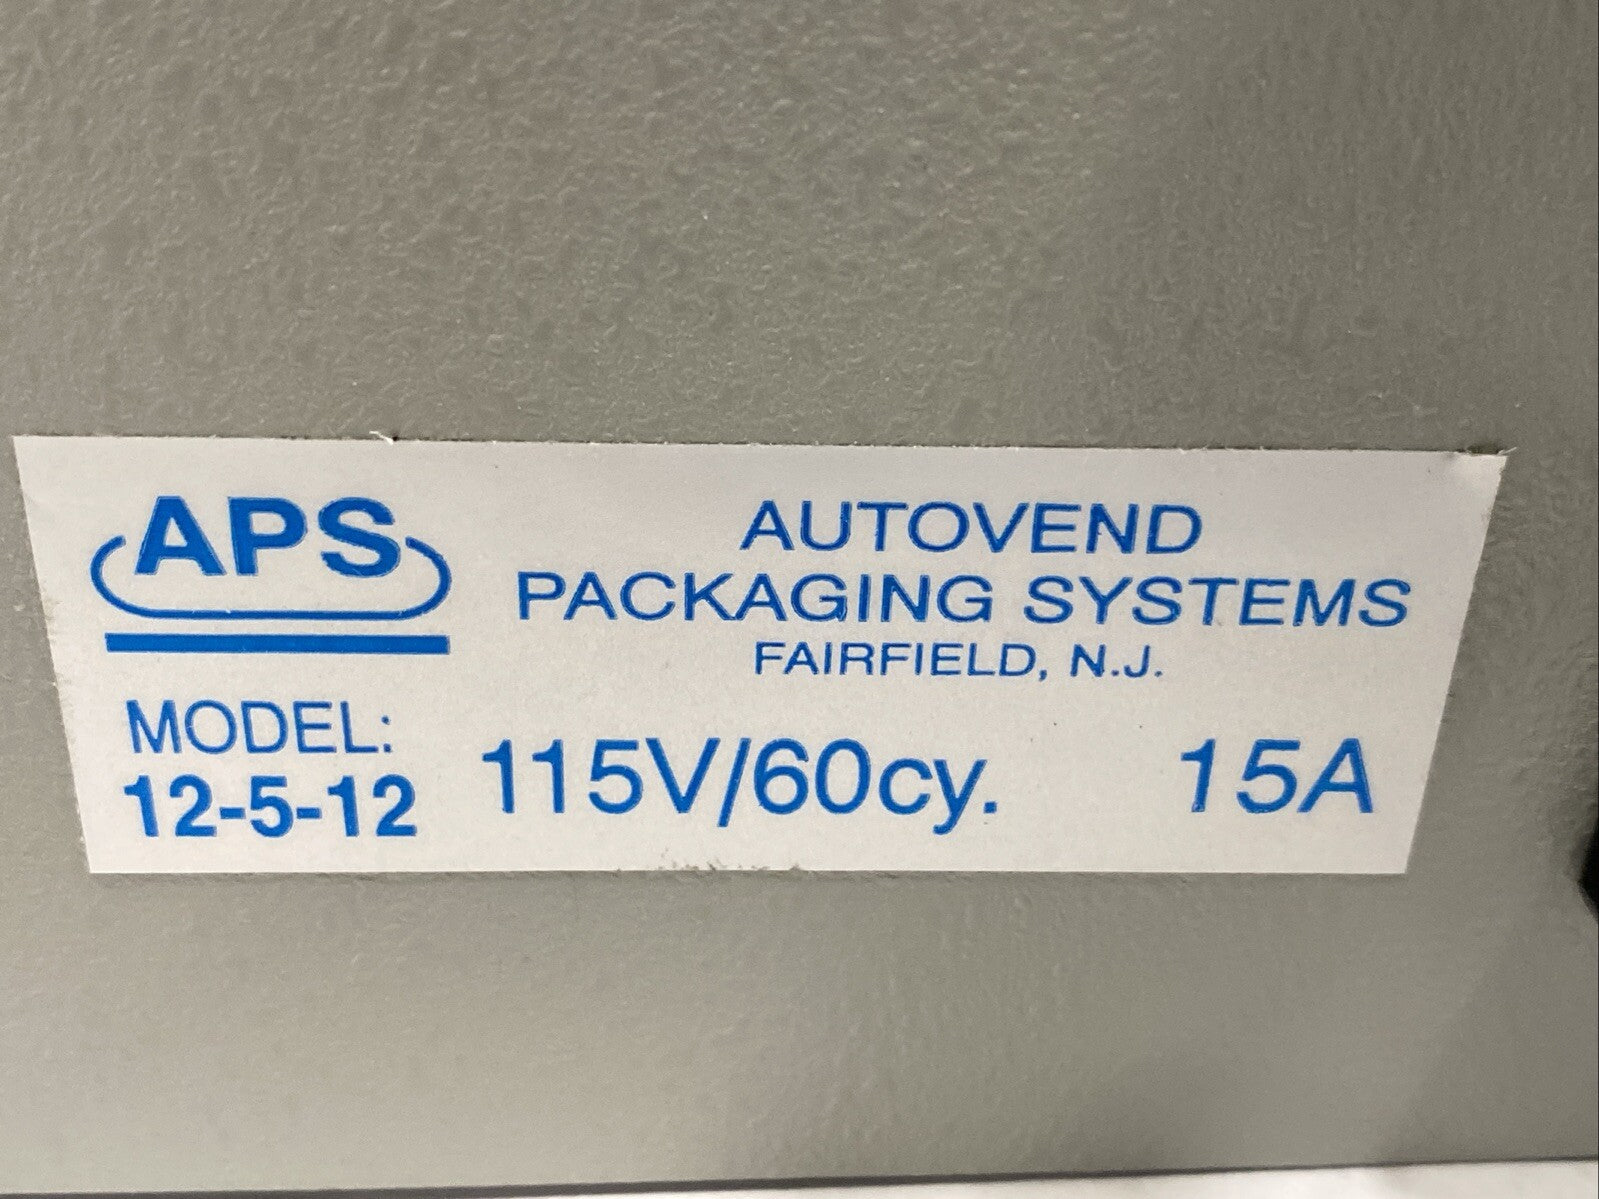 APS
AUTOVEND
PACKAGING SYSTEMS
FAIRFIELD, N.J.
MODEL:
12-5-12
115V/60cy. 15A